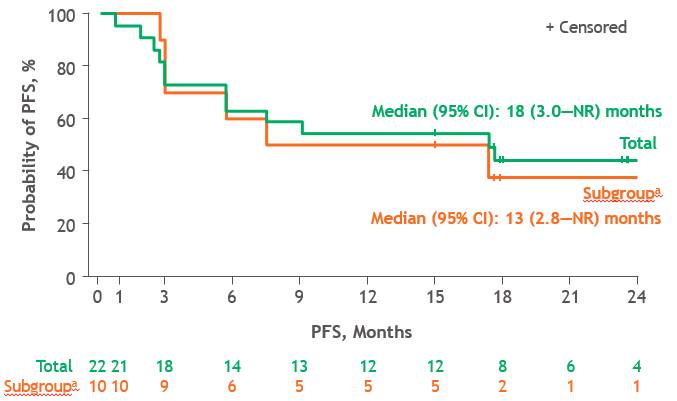 100
80
60
40
20
0
Probability of PFS, %
+ Censored
Median (95% CI): 18 (3.0—NR) months
Total
Subgroupª
Median (95% CI): 13 (2.8—NR) months
0 1 3 6 9 12 15 18 21 24
PFS, Months
Total 22 21 18 14 13 12 12 8 6 4
Subgroupª 10 10 9 6 5 5 5 2 1 1